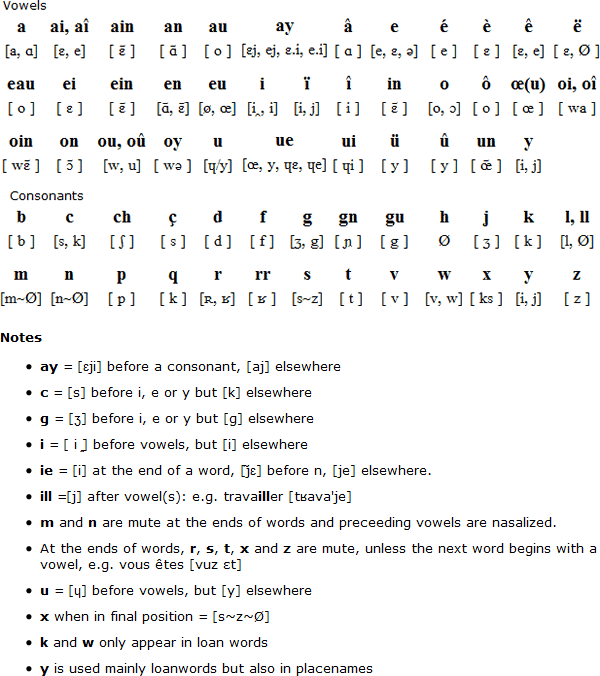 Vowels
a ai, aî ain an au ay â e é è ê ë
[a, ɑ] [ɛ, e] [ ɛ̃ ] [ ɑ̃ ] [ o ] [ɛj, ej, ɛ.i, e.i] [ ɑ ] [e, ɛ, ə] [ e ] [ ɛ ] [ɛ, e] [ ɛ, Ø ]
eau ei ein en eu i ï î in o ô œ(u) oi, oî
[ o ] [ ɛ ] [ ɛ̃ ] [ɑ̃, ɛ̃] [ø, œ] [i̯, i] [i, j] [ i ] [ ɛ̃ ] [o, ɔ] [ o ] [ œ ] [ wa ]
oin on ou, oû oy u ue ui ü û un y
[ wɛ̃ ] [ ɔ̃ ] [w, u] [ wə ] [ɥ/y] [œ, y, ɥɛ, ɥe] [ ɥi ] [ y ] [ y ] [ œ̃ ] [i, j]
Consonants
b c ch ç d f g gn gu h j k l, ll
[ b ] [s, k] [ ʃ ] [ s ] [ d ] [ f ] [ʒ, g] [ ɲ ] [ g ] Ø [ ʒ ] [ k ] [l, Ø]
m n p q r rr s t v w x y z
[m~Ø] [n~Ø] [ p ] [ k ] [ʀ, ʁ] [ ʁ ] [s~z] [ t ] [ v ] [v, w] [ ks ] [i, j] [ z ]
Notes
• ay = [ɛji] before a consonant, [aj] elsewhere
• c = [s] before i, e or y but [k] elsewhere
• g = [ʒ] before i, e or y but [g] elsewhere
• i = [ i̯ ] before vowels, but [i] elsewhere
• ie = [i] at the end of a word, [j̃ɛ] before n, [je] elsewhere.
• ill =[j] after vowel(s): e.g. travailler [tʁava'je]
• m and n are mute at the ends of words and preceeding vowels are nasalized.
• At the ends of words, r, s, t, x and z are mute, unless the next word begins with a
vowel, e.g. vous êtes [vuz ɛt]
• u = [ɥ] before vowels, but [y] elsewhere
• x when in final position = [s~z~Ø]
• k and w only appear in loan words
• y is used mainly loanwords but also in placenames